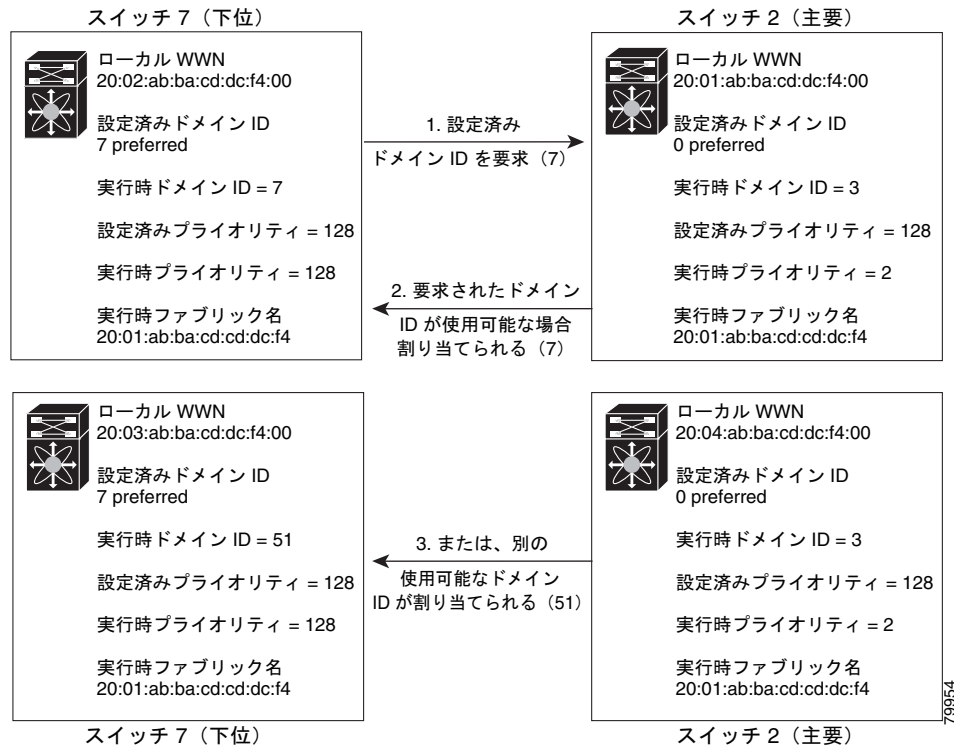 スイッチ 7（下位）
ローカル WWN
20:02:ab:ba:cd:dc:f4:00
設定済みドメイン ID
7 preferred
実行時ドメイン ID = 7
設定済みプライオリティ = 128
実行時プライオリティ = 128
実行時ファブリック名
20:01:ab:ba:cd:cd:dc:f4
1. 設定済み
ドメイン ID を要求（7）
2. 要求されたドメイン
ID が使用可能な場合
割り当てられる（7）
スイッチ 2（主要）
ローカル WWN
20:01:ab:ba:cd:dc:f4:00
設定済みドメイン ID
0 preferred
実行時ドメイン ID = 3
設定済みプライオリティ = 128
実行時プライオリティ = 2
実行時ファブリック名
20:01:ab:ba:cd:cd:dc:f4
ローカル WWN
20:03:ab:ba:cd:dc:f4:00
設定済みドメイン ID
7 preferred
実行時ドメイン ID = 51
設定済みプライオリティ = 128
実行時プライオリティ = 128
実行時ファブリック名
20:01:ab:ba:cd:cd:dc:f4
スイッチ 7（下位）
3. または、別の
使用可能なドメイン
ID が割り当てられる（51）
ローカル WWN
20:04:ab:ba:cd:dc:f4:00
設定済みドメイン ID
0 preferred
実行時ドメイン ID = 3
設定済みプライオリティ = 128
実行時プライオリティ = 2
実行時ファブリック名
20:01:ab:ba:cd:cd:dc:f4
スイッチ 2（主要）
79954